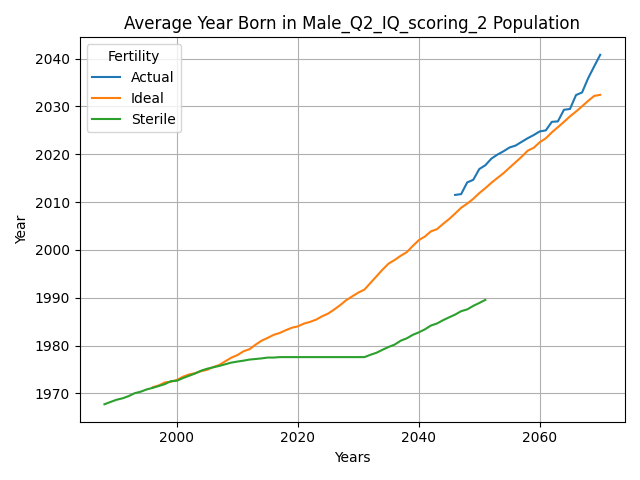 Average Year Born in Male_Q2_IQ_scoring_2 Population
Fertility
Actual
Ideal
Sterile
2040
2030
2020
2010
2000
1990
1980
1970
Year
2000
2020
2040
2060
Years